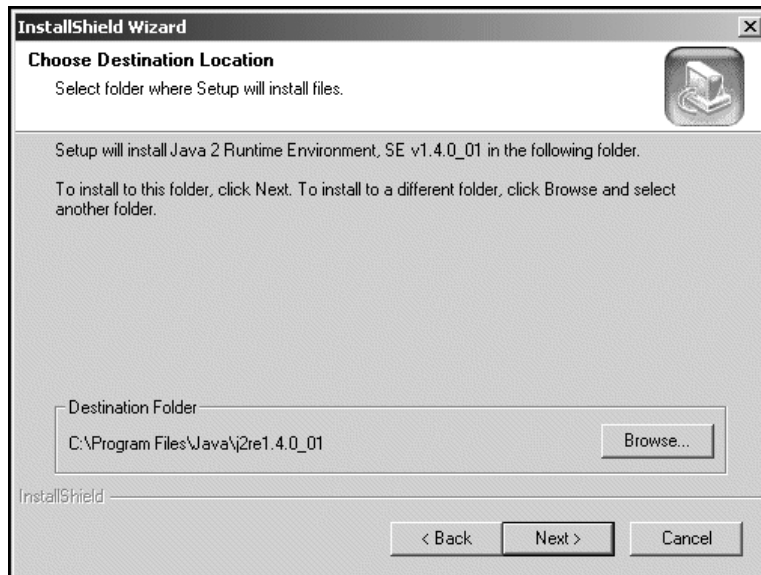 InstallShield Wizard
Choose Destination Location
Select folder where Setup will install files.
Setup will install Java 2 Runtime Environment, SE v1.4.0_01 in the following folder.
To install to this folder, click Next. To install to a different folder, click Browse and select
another folder.
Destination Folder
C:\Program Files\Java\j2re1.4.0_01
Browse...
InstallShield
< Back
Next >
Cancel